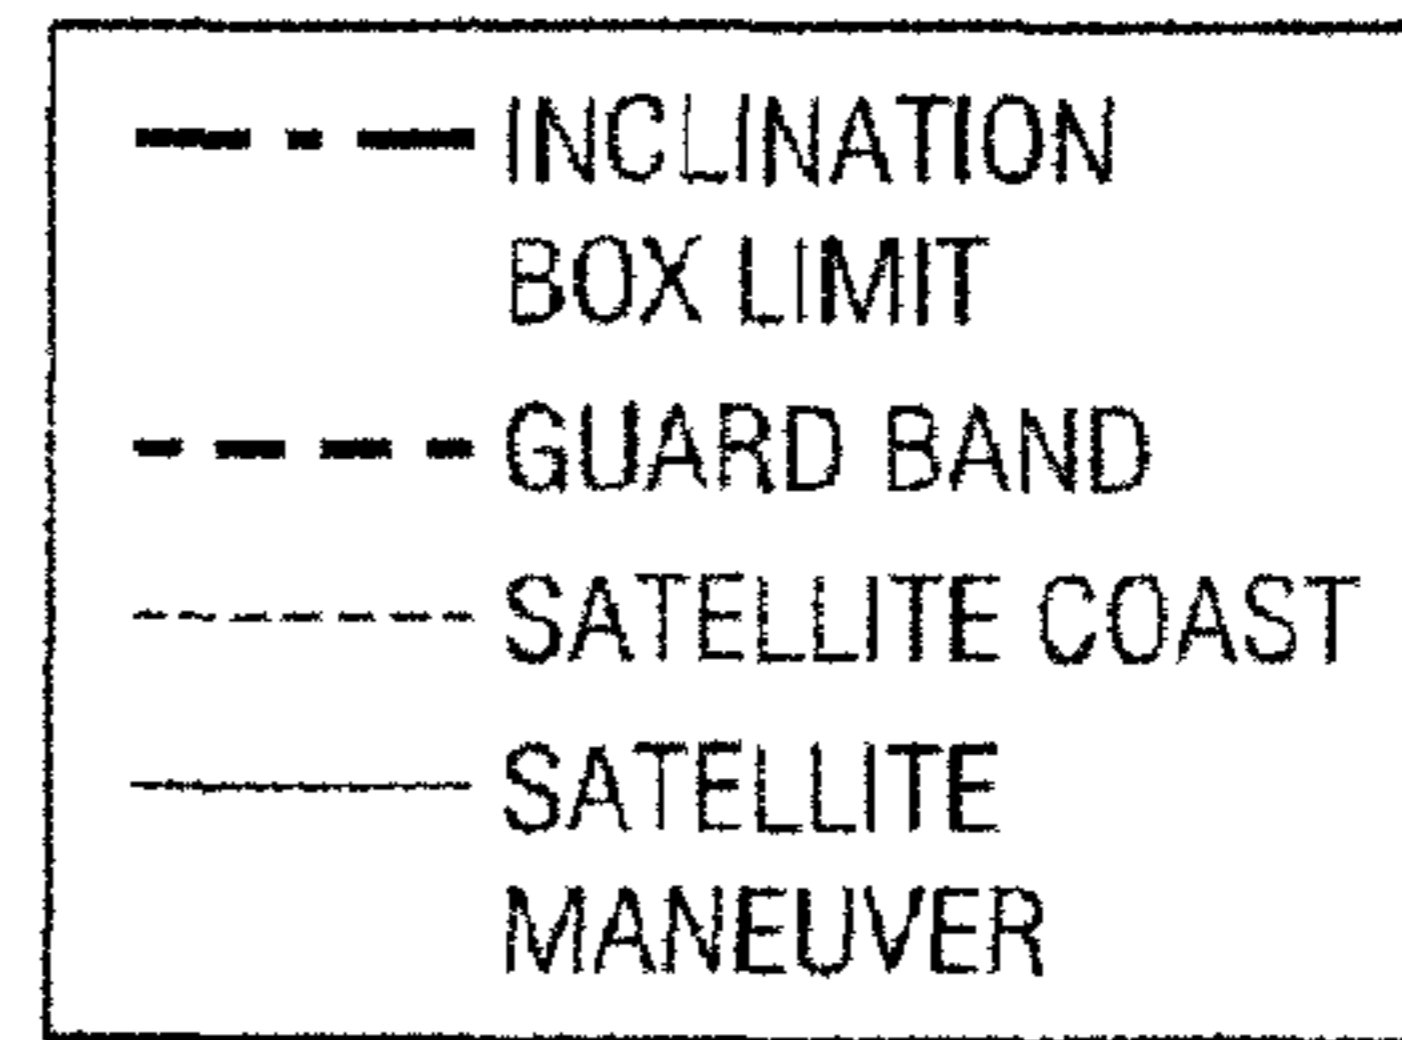 INCLINATION
BOX LIMIT
GUARD BAND
SATELLITE COAST
SATELLITE
MANEUVER